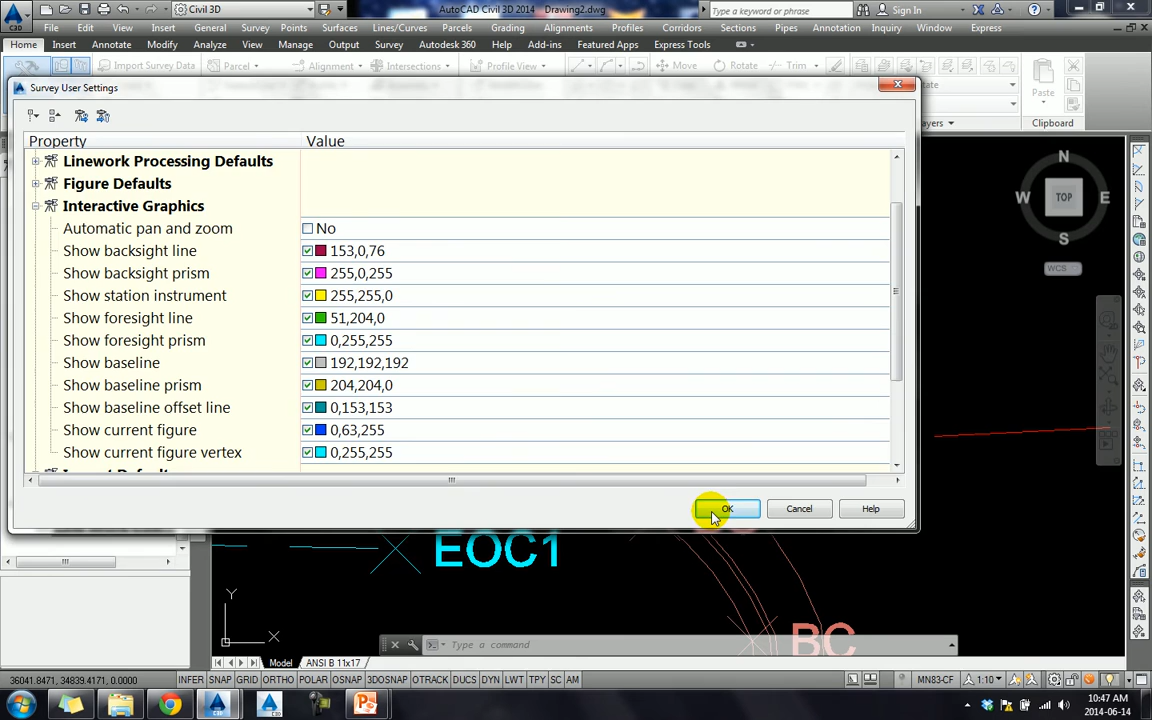 Civil 3D
AutoCAD Civil 3D 2014 Drawing2.dwg
Type a keyword or phrase
Sign In
File Edit View Insert General Survey Points Surfaces Lines/Curves Parcels Grading Alignments Profiles Corridors Sections Pipes Annotation Inquiry Window Express
Home Insert Annotate Modify Analyze View Manage Output Survey Autodesk 360 Help Add-ins Featured Apps Express Tools
Import Survey Data Parcel Alignment Intersections Profile View Move Rotate Trim
Paste
Clipboard
Survey User Settings
Property Value
Linework Processing Defaults
Figure Defaults
Interactive Graphics
Automatic pan and zoom No
Show backsight line 153,0,76
Show backsight prism 255,0,255
Show station instrument 255,255,0
Show foresight line 51,204,0
Show foresight prism 0,255,255
Show baseline 192,192,192
Show baseline prism 204,204,0
Show baseline offset line 0,153,153
Show current figure 0,63,255
Show current figure vertex 0,255,255
OK Cancel Help
N
W TOP E
S
WCS
EOC1
BC
Y
X
Type a command
Model ANSI B 11x17
36041.8471, 34839.4171, 0.0000 INFER SNAP GRID ORTHO POLAR OSNAP 3DOSNAP OTRACK DUCS DYN LWT TPY SC AM MN83-CF 1:10
10:47 AM
2014-06-14